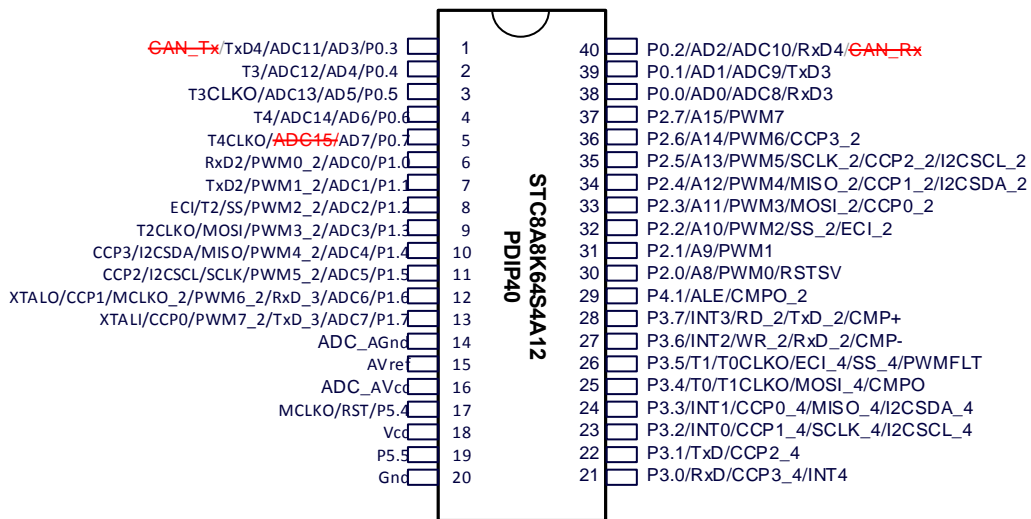 CAN_Tx/TxD4/ADC11/AD3/P0.3
T3/ADC12/AD4/P0.4
T3CLKO/ADC13/AD5/P0.5
T4/ADC14/AD6/P0.6
T4CLKO/ADC15/AD7/P0.7
RxD2/PWM0_2/ADC0/P1.0
TxD2/PWM1_2/ADC1/P1.1
ECI/T2/SS/PWM2_2/ADC2/P1.2
T2CLKO/MOSI/PWM3_2/ADC3/P1.3
CCP3/I2CSDA/MISO/PWM4_2/ADC4/P1.4
CCP2/I2CSCL/SCLK/PWM5_2/ADC5/P1.5
XTALO/CCP1/MCLKO_2/PWM6_2/RxD_3/ADC6/P1.6
XTALI/CCP0/PWM7_2/TxD_3/ADC7/P1.7
ADC_AGnd
AVref
ADC_AVcc
MCLKO/RST/P5.4
Vcc
P5.5
Gnd
1
2
3
4
5
6
7
8
9
10
11
12
13
14
15
16
17
18
19
20
STC8A8K64S4A12
PDIP40
40
39
38
37
36
35
34
33
32
31
30
29
28
27
26
25
24
23
22
21
P0.2/AD2/ADC10/RxD4/CAN_Rx
P0.1/AD1/ADC9/TxD3
P0.0/AD0/ADC8/RxD3
P2.7/A15/PWM7
P2.6/A14/PWM6/CCP3_2
P2.5/A13/PWM5/SCLK_2/CCP2_2/I2CSCL_2
P2.4/A12/PWM4/MISO_2/CCP1_2/I2CSDA_2
P2.3/A11/PWM3/MOSI_2/CCP0_2
P2.2/A10/PWM2/SS_2/ECI_2
P2.1/A9/PWM1
P2.0/A8/PWM0/RSTSV
P4.1/ALE/CMPO_2
P3.7/INT3/RD_2/TxD_2/CMP+
P3.6/INT2/WR_2/RxD_2/CMP-
P3.5/T1/T0CLKO/ECI_4/SS_4/PWMFLT
P3.4/T0/T1CLKO/MOSI_4/CMPO
P3.3/INT1/CCP0_4/MISO_4/I2CSDA_4
P3.2/INT0/CCP1_4/SCLK_4/I2CSCL_4
P3.1/TxD/CCP2_4
P3.0/RxD/CCP3_4/INT4